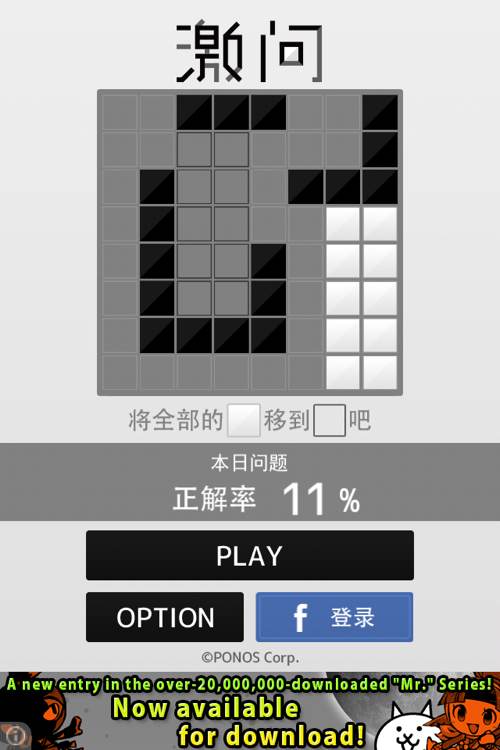 激问
将全部的 移到 吧
本日问题
正解率 11 %
PLAY
OPTION
f 登录
©PONOS Corp.
A new entry in the over-20,000,000-downloaded "Mr." Series!
Now available
for download!